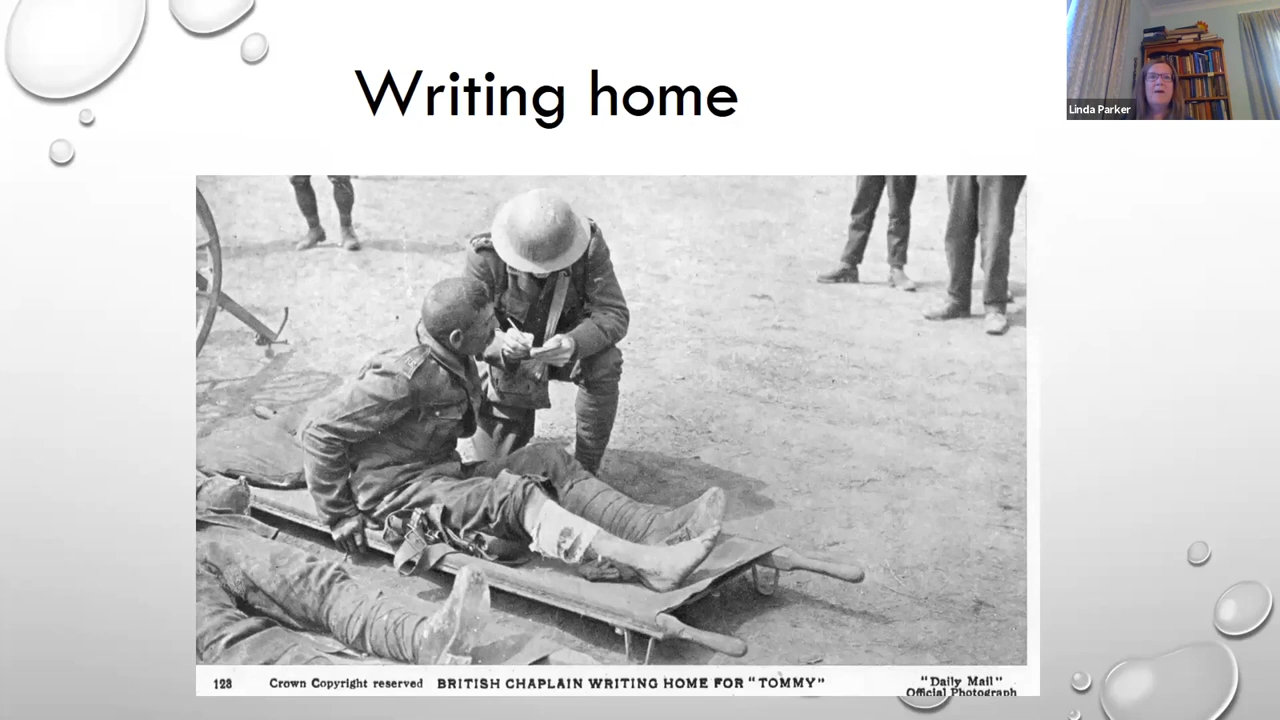 Writing home
Linda Parker
128 Crown Copyright reserved BRITISH CHAPLAIN WRITING HOME FOR "TOMMY" "Daily Mail"
Official Photograph